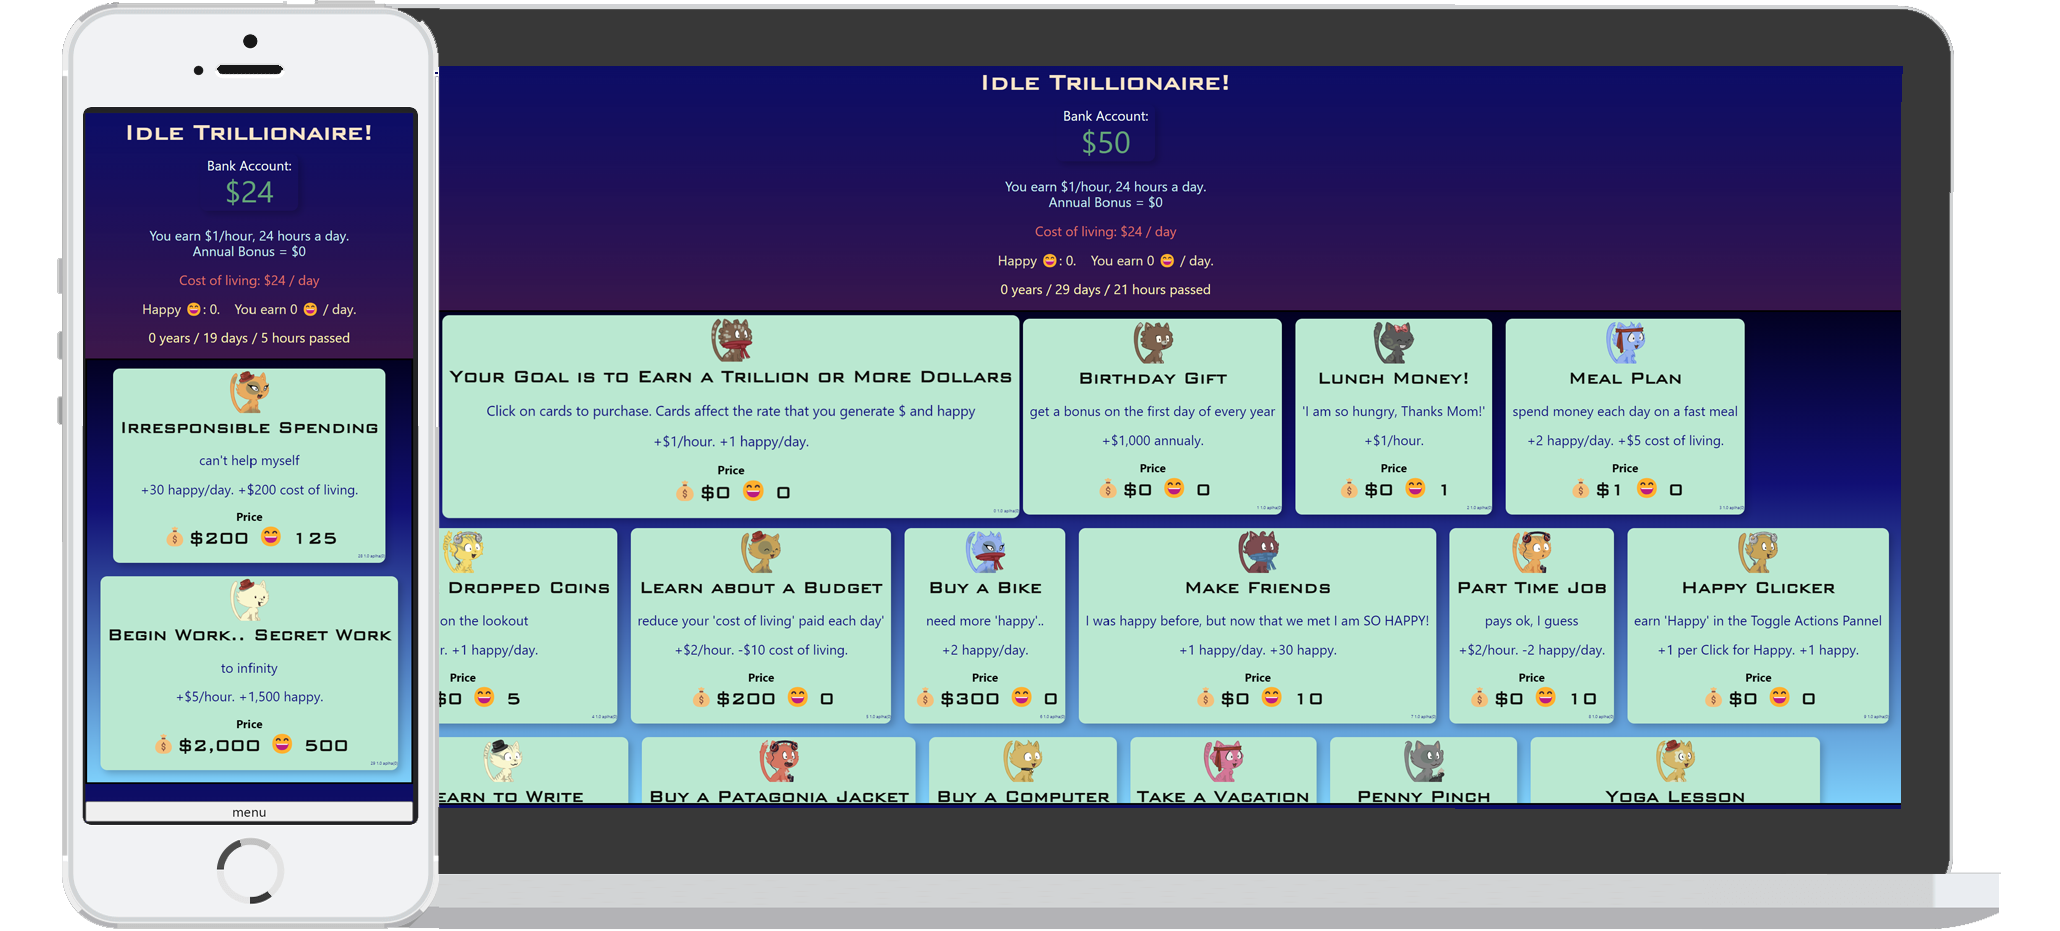 IDLE TRILLIONAIRE!
Bank Account:
$24
You earn $1/hour, 24 hours a day.
Annual Bonus = $0
Cost of living: $24 / day
Happy 😄: 0. You earn 0 😄 / day.
0 years / 19 days / 5 hours passed
IRRESPONSIBLE SPENDING
can't help myself
+30 happy/day. +$200 cost of living.
Price
💰 $200 😄 125
BEGIN WORK.. SECRET WORK
to infinity
+$5/hour. +1,500 happy.
Price
💰 $2,000 😄 500
menu
IDLE TRILLIONAIRE!
Bank Account:
$50
You earn $1/hour, 24 hours a day.
Annual Bonus = $0
Cost of living: $24 / day
Happy 😄: 0. You earn 0 😄 / day.
0 years / 29 days / 21 hours passed
YOUR GOAL IS TO EARN A TRILLION OR MORE DOLLARS
Click on cards to purchase. Cards affect the rate that you generate $ and happy
+$1/hour. +1 happy/day.
Price
💰 $0 😄 0
BIRTHDAY GIFT
get a bonus on the first day of every year
+$1,000 annualy.
Price
💰 $0 😄 0
LUNCH MONEY!
'I am so hungry, Thanks Mom!'
+$1/hour.
Price
💰 $0 😄 1
MEAL PLAN
spend money each day on a fast meal
+2 happy/day. +$5 cost of living.
Price
💰 $1 😄 0
DROPPED COINS
on the lookout
r. +1 happy/day.
Price
$0 😄 5
LEARN ABOUT A BUDGET
reduce your 'cost of living' paid each day'
+$2/hour. -$10 cost of living.
Price
💰 $200 😄 0
BUY A BIKE
need more 'happy'..
+2 happy/day.
Price
💰 $300 😄 0
MAKE FRIENDS
I was happy before, but now that we met I am SO HAPPY!
+1 happy/day. +30 happy.
Price
💰 $0 😄 10
PART TIME JOB
pays ok, I guess
+$2/hour. -2 happy/day.
Price
💰 $0 😄 10
HAPPY CLICKER
earn 'Happy' in the Toggle Actions Pannel
+1 per Click for Happy. +1 happy.
Price
💰 $0 😄 0
EARN TO WRITE
BUY A PATAGONIA JACKET
BUY A COMPUTER
TAKE A VACATION
PENNY PINCH
YOGA LESSON